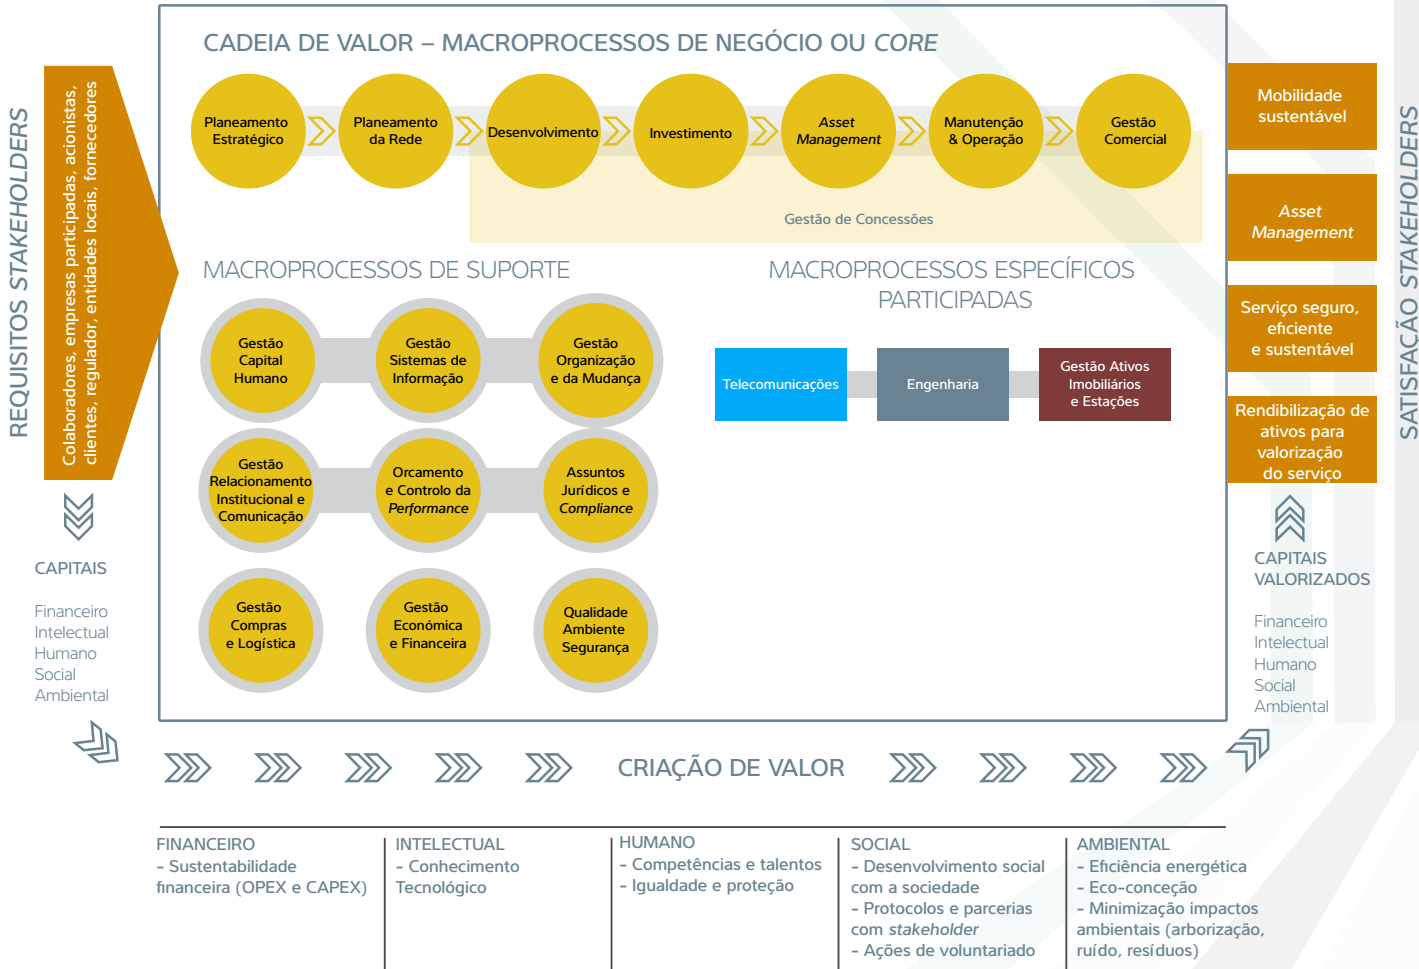 CADEIA DE VALOR – MACROPROCESSOS DE NEGÓCIO OU CORE
REQUISITOS STAKEHOLDERS
Colaboradores, empresas participadas, acionistas,
clientes, regulador, entidades locais, fornecedores
Planeamento
Estratégico
Planeamento
da Rede
Desenvolvimento
Investimento
Asset
Management
Manutenção
& Operação
Gestão
Comercial
Gestão de Concessões
MACROPROCESSOS DE SUPORTE
Gestão
Capital
Humano
Gestão
Sistemas de
Informação
Gestão
Organização
e da Mudança
Gestão
Relacionamento
Institucional e
Comunicação
Orcamento
e Controlo da
Performance
Assuntos
Jurídicos e
Compliance
Gestão
Compras
e Logística
Gestão
Económica
e Financeira
Qualidade
Ambiente
Segurança
MACROPROCESSOS ESPECÍFICOS
PARTICIPADAS
Telecomunicações
Engenharia
Gestão Ativos
Imobiliários
e Estações
Mobilidade
sustentável
Asset
Management
Serviço seguro,
eficiente
e sustentável
Rendibilização de
ativos para
valorização
do serviço
SATISFAÇÃO STAKEHOLDERS
CAPITAIS
Financeiro
Intelectual
Humano
Social
Ambiental
CAPITAIS
VALORIZADOS
Financeiro
Intelectual
Humano
Social
Ambiental
CRIAÇÃO DE VALOR
FINANCEIRO
– Sustentabilidade
financeira (OPEX e CAPEX)
INTELECTUAL
– Conhecimento
Tecnológico
HUMANO
– Competências e talentos
– Igualdade e proteção
SOCIAL
– Desenvolvimento social
com a sociedade
– Protocolos e parcerias
com stakeholder
– Ações de voluntariado
AMBIENTAL
– Eficiência energética
– Eco-conceção
– Minimização impactos
ambientais (arborização,
ruído, resíduos)